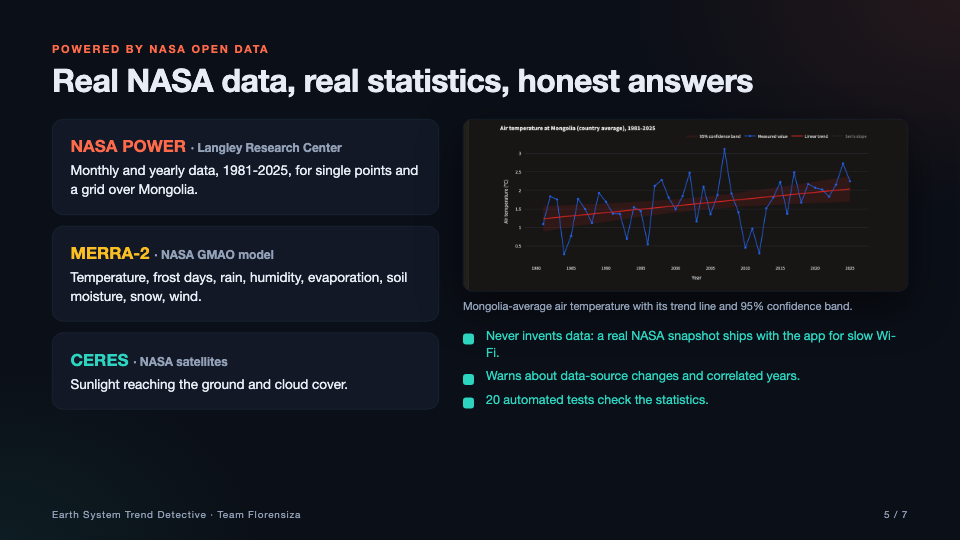 POWERED BY NASA OPEN DATA
Real NASA data, real statistics, honest answers
NASA POWER · Langley Research Center
Monthly and yearly data, 1981-2025, for single points and
a grid over Mongolia.
MERRA-2 · NASA GMAO model
Temperature, frost days, rain, humidity, evaporation, soil
moisture, snow, wind.
CERES · NASA satellites
Sunlight reaching the ground and cloud cover.
Air temperature at Mongolia (country average), 1981-2025
95% confidence band Measured value Linear trend Sen's slope
Air temperature (°C)
3
2.5
2
1.5
1
0.5
1980 1985 1990 1995 2000 2005 2010 2015 2020 2025
Year
Mongolia-average air temperature with its trend line and 95% confidence band.
Never invents data: a real NASA snapshot ships with the app for slow Wi-
Fi.
Warns about data-source changes and correlated years.
20 automated tests check the statistics.
Earth System Trend Detective · Team Florensiza
5 / 7